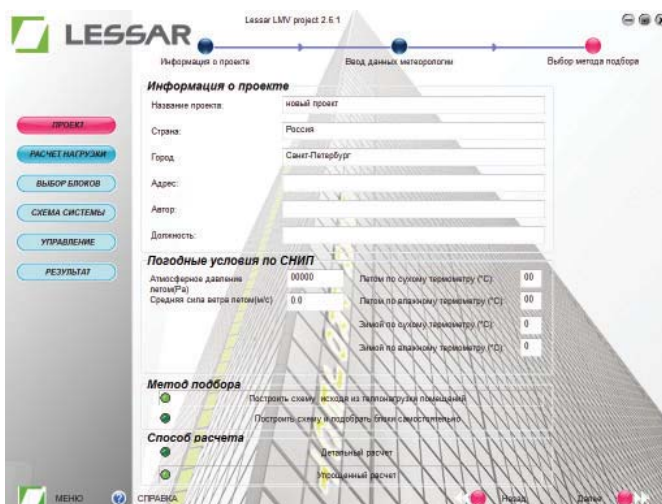 LESSAR
Lessar LMV project 2.6.1
Информация о проекте
Ввод данных метеорологии
Выбор метода подбора
ПРОЕКТ
РАСЧЕТ НАГРУЗКИ
ВЫБОР БЛОКОВ
СХЕМА СИСТЕМЫ
УПРАВЛЕНИЕ
РЕЗУЛЬТАТ
Информация о проекте
Название проекта: новый проект
Страна: Россия
Город Санкт-Петербург
Адрес:
Автор:
Должность:
Погодные условия по СНИП
Атмосферное давление летом(Pa) 00000
Средняя сила ветра летом(м/с) 0.0
Летом по сухому термометру (°C): 00
Летом по влажному термометру (°C): 00
Зимой по сухому термометру (°C): 0
Зимой по влажному термометру (°C): 0
Метод подбора
Построить схему исходя из теплонагрузки помещений
Построить схему и подобрать блоки самостоятельно
Способ расчета
Детальный расчет
Упрощенный расчет
МЕНЮ
? СПРАВКА
Назад
Далее